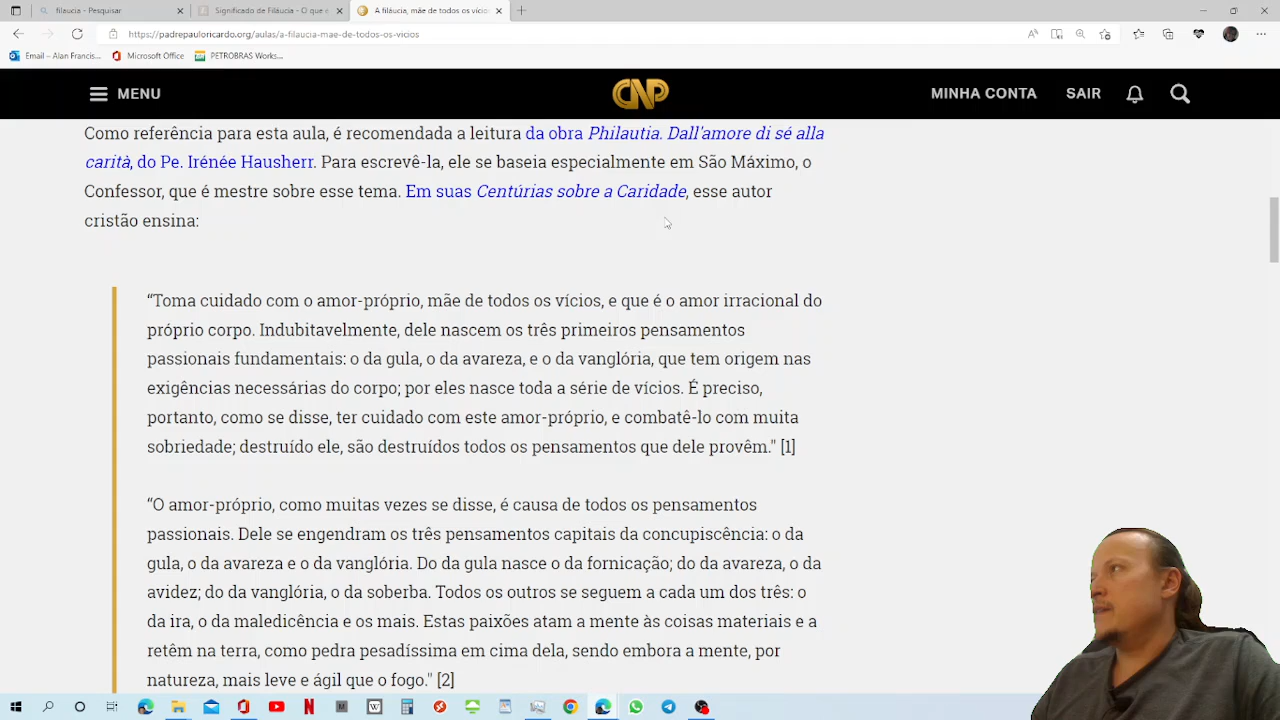 filaucia - Pesquisar
Significado de Filáucia - O que é
A filáucia, mãe de todos os vícios
https://padrepauloricardo.org/aulas/a-filaucia-mae-de-todos-os-vicios
Email – Alan Francis...
Microsoft Office
PETROBRAS Works...
MENU
CNP
MINHA CONTA
SAIR
Como referência para esta aula, é recomendada a leitura da obra Philautia. Dall'amore di sé alla
carità, do Pe. Irénée Hausherr. Para escrevê-la, ele se baseia especialmente em São Máximo, o
Confessor, que é mestre sobre esse tema. Em suas Centúrias sobre a Caridade, esse autor
cristão ensina:
“Toma cuidado com o amor-próprio, mãe de todos os vícios, e que é o amor irracional do
próprio corpo. Indubitavelmente, dele nascem os três primeiros pensamentos
passionais fundamentais: o da gula, o da avareza, e o da vanglória, que tem origem nas
exigências necessárias do corpo; por eles nasce toda a série de vícios. É preciso,
portanto, como se disse, ter cuidado com este amor-próprio, e combatê-lo com muita
sobriedade; destruído ele, são destruídos todos os pensamentos que dele provêm." [1]
“O amor-próprio, como muitas vezes se disse, é causa de todos os pensamentos
passionais. Dele se engendram os três pensamentos capitais da concupiscência: o da
gula, o da avareza e o da vanglória. Do da gula nasce o da fornicação; do da avareza, o da
avidez; do da vanglória, o da soberba. Todos os outros se seguem a cada um dos três: o
da ira, o da maledicência e os mais. Estas paixões atam a mente às coisas materiais e a
retêm na terra, como pedra pesadíssima em cima dela, sendo embora a mente, por
natureza, mais leve e ágil que o fogo." [2]